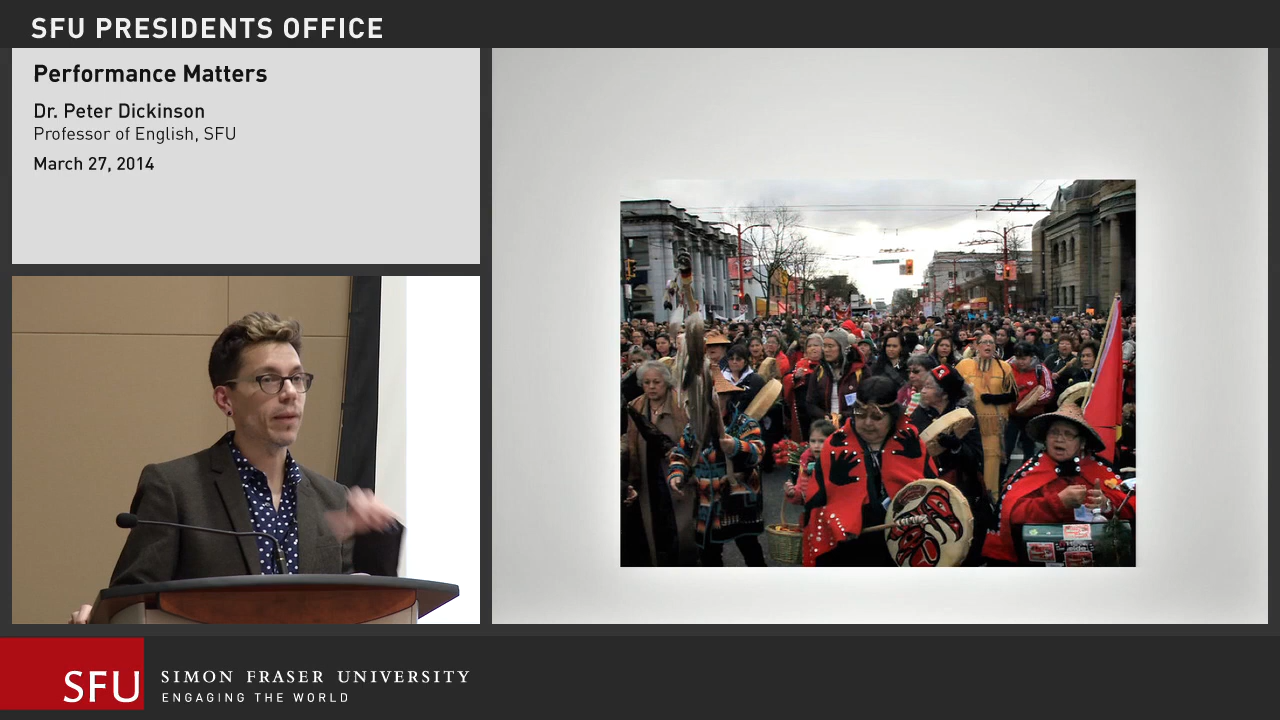 SFU PRESIDENTS OFFICE
Performance Matters
Dr. Peter Dickinson
Professor of English, SFU
March 27, 2014
SFU
SIMON FRASER UNIVERSITY
ENGAGING THE WORLD